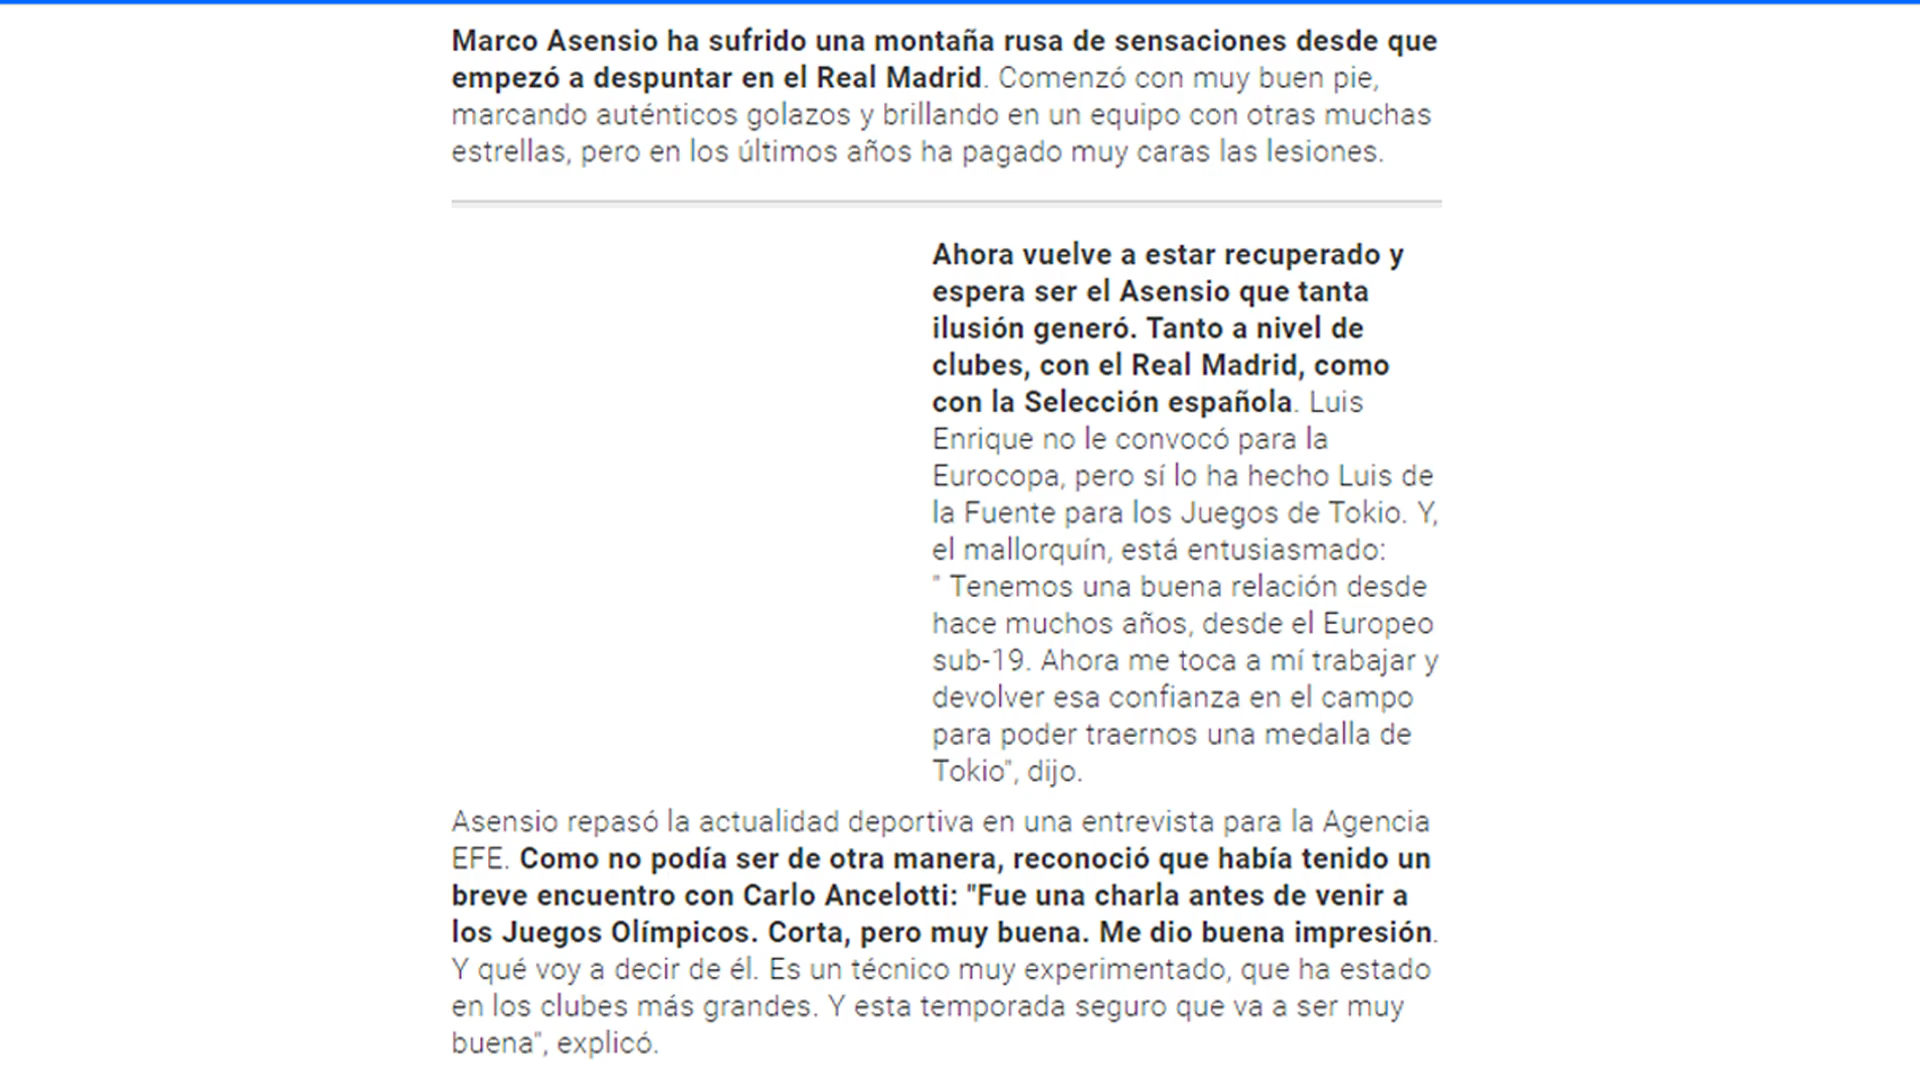 Marco Asensio ha sufrido una montaña rusa de sensaciones desde que
empezó a despuntar en el Real Madrid. Comenzó con muy buen pie,
marcando auténticos golazos y brillando en un equipo con otras muchas
estrellas, pero en los últimos años ha pagado muy caras las lesiones.
Ahora vuelve a estar recuperado y
espera ser el Asensio que tanta
ilusión generó. Tanto a nivel de
clubes, con el Real Madrid, como
con la Selección española. Luis
Enrique no le convocó para la
Eurocopa, pero sí lo ha hecho Luis de
la Fuente para los Juegos de Tokio. Y,
el mallorquín, está entusiasmado:
" Tenemos una buena relación desde
hace muchos años, desde el Europeo
sub-19. Ahora me toca a mí trabajar y
devolver esa confianza en el campo
para poder traernos una medalla de
Tokio", dijo.
Asensio repasó la actualidad deportiva en una entrevista para la Agencia
EFE. Como no podía ser de otra manera, reconoció que había tenido un
breve encuentro con Carlo Ancelotti: "Fue una charla antes de venir a
los Juegos Olímpicos. Corta, pero muy buena. Me dio buena impresión.
Y qué voy a decir de él. Es un técnico muy experimentado, que ha estado
en los clubes más grandes. Y esta temporada seguro que va a ser muy
buena", explicó.